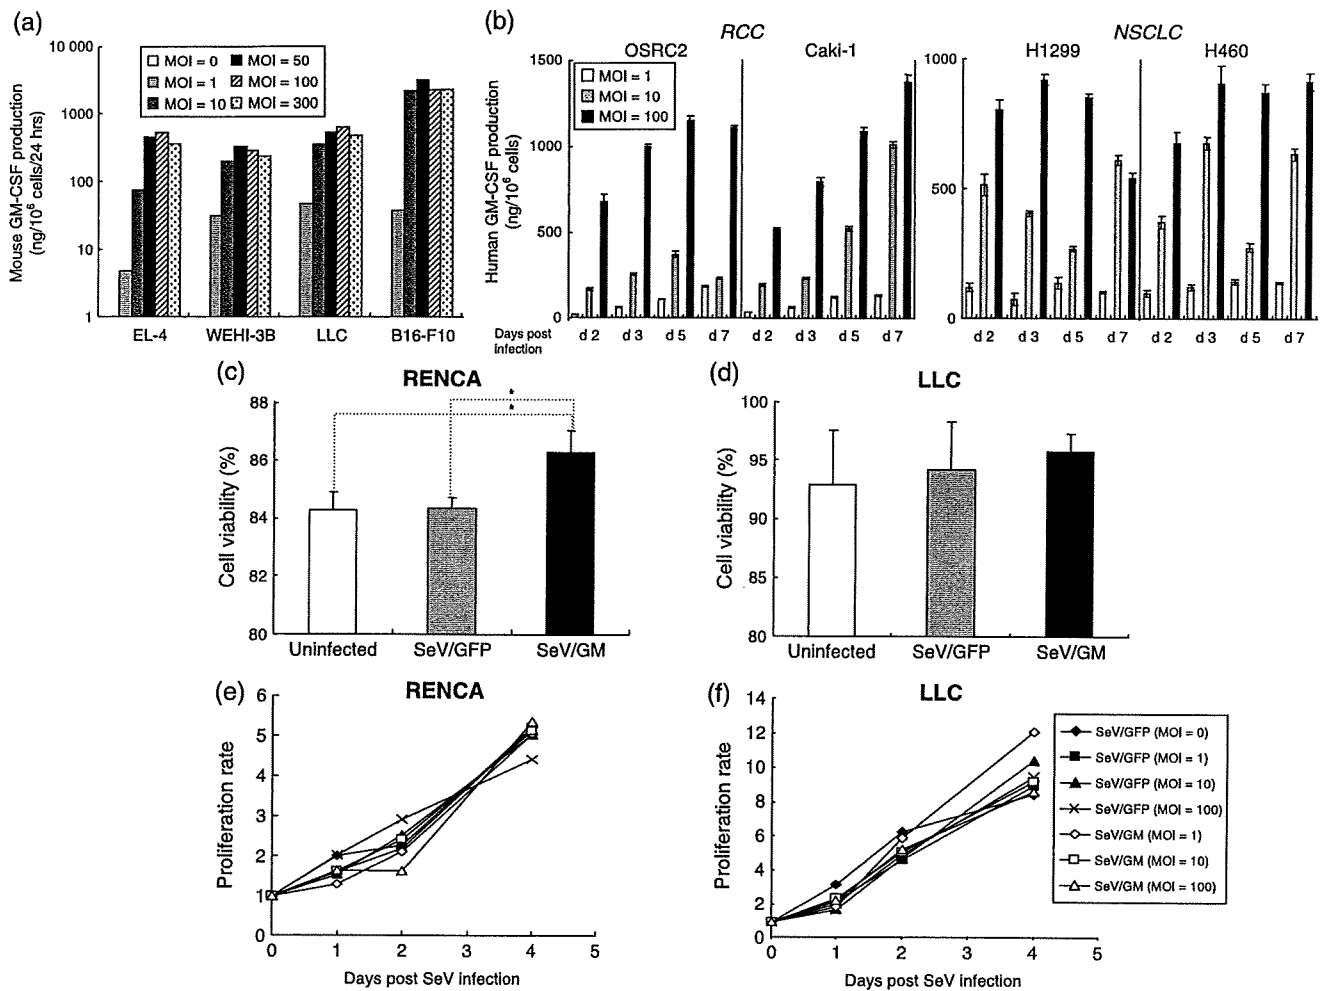 (a)
Mouse GM-CSF production
(ng/10⁶ cells/24 hrs)
10 000
1000
100
10
1
MOI = 0
MOI = 1
MOI = 10
MOI = 50
MOI = 100
MOI = 300
EL-4
WEHI-3B
LLC
B16-F10
(b)
RCC
OSRC2
Caki-1
Human GM-CSF production
(ng/10⁶ cells)
1500
1000
500
0
MOI = 1
MOI = 10
MOI = 100
Days post
infection
d 2
d 3
d 5
d 7
d 2
d 3
d 5
d 7
NSCLC
H1299
H460
1000
500
0
d 2
d 3
d 5
d 7
d 2
d 3
d 5
d 7
(c)
RENCA
Cell viability (%)
88
86
84
82
80
*
*
Uninfected
SeV/GFP
SeV/GM
(d)
LLC
Cell viability (%)
100
95
90
85
80
Uninfected
SeV/GFP
SeV/GM
(e)
RENCA
Proliferation rate
6
5
4
3
2
1
0
0
1
2
3
4
5
Days post SeV infection
(f)
LLC
Proliferation rate
14
12
10
8
6
4
2
0
0
1
2
3
4
5
Days post SeV infection
SeV/GFP (MOI = 0)
SeV/GFP (MOI = 1)
SeV/GFP (MOI = 10)
SeV/GFP (MOI = 100)
SeV/GM (MOI = 1)
SeV/GM (MOI = 10)
SeV/GM (MOI = 100)